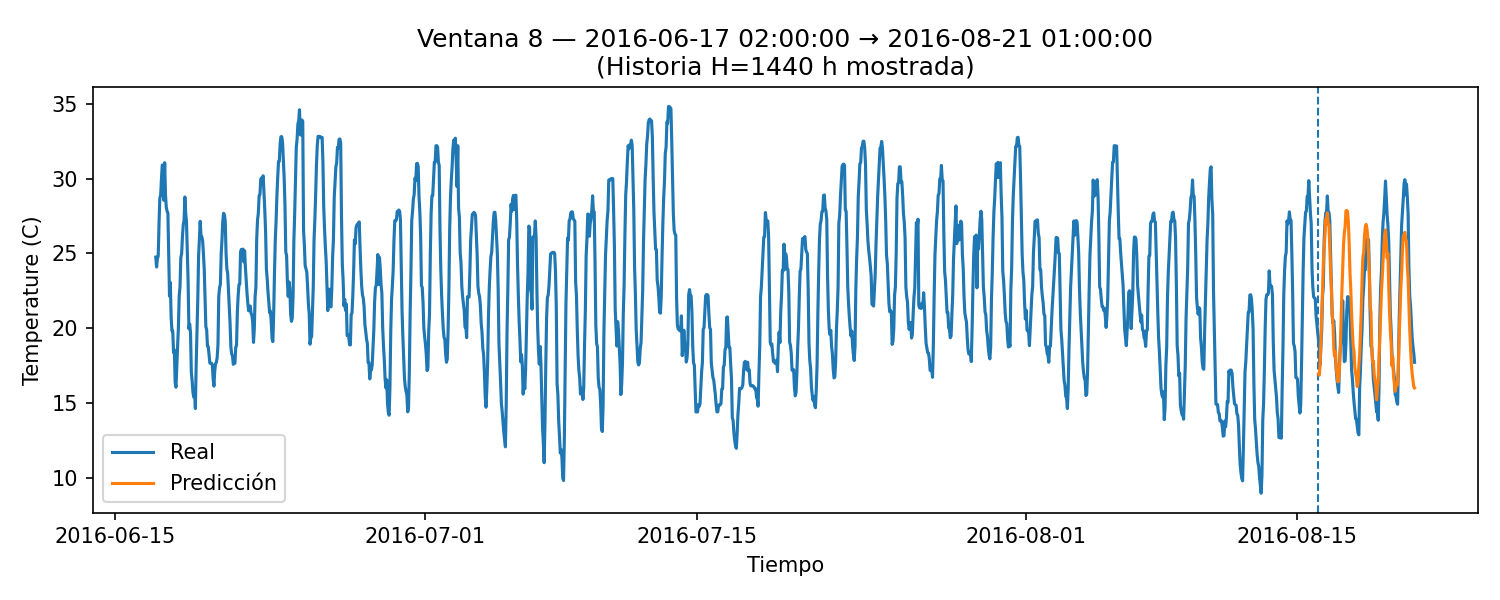 Ventana 8 — 2016-06-17 02:00:00 → 2016-08-21 01:00:00
(Historia H=1440 h mostrada)
Temperature (C)
35
30
25
20
15
10
Real
Predicción
2016-06-15
2016-07-01
2016-07-15
2016-08-01
2016-08-15
Tiempo